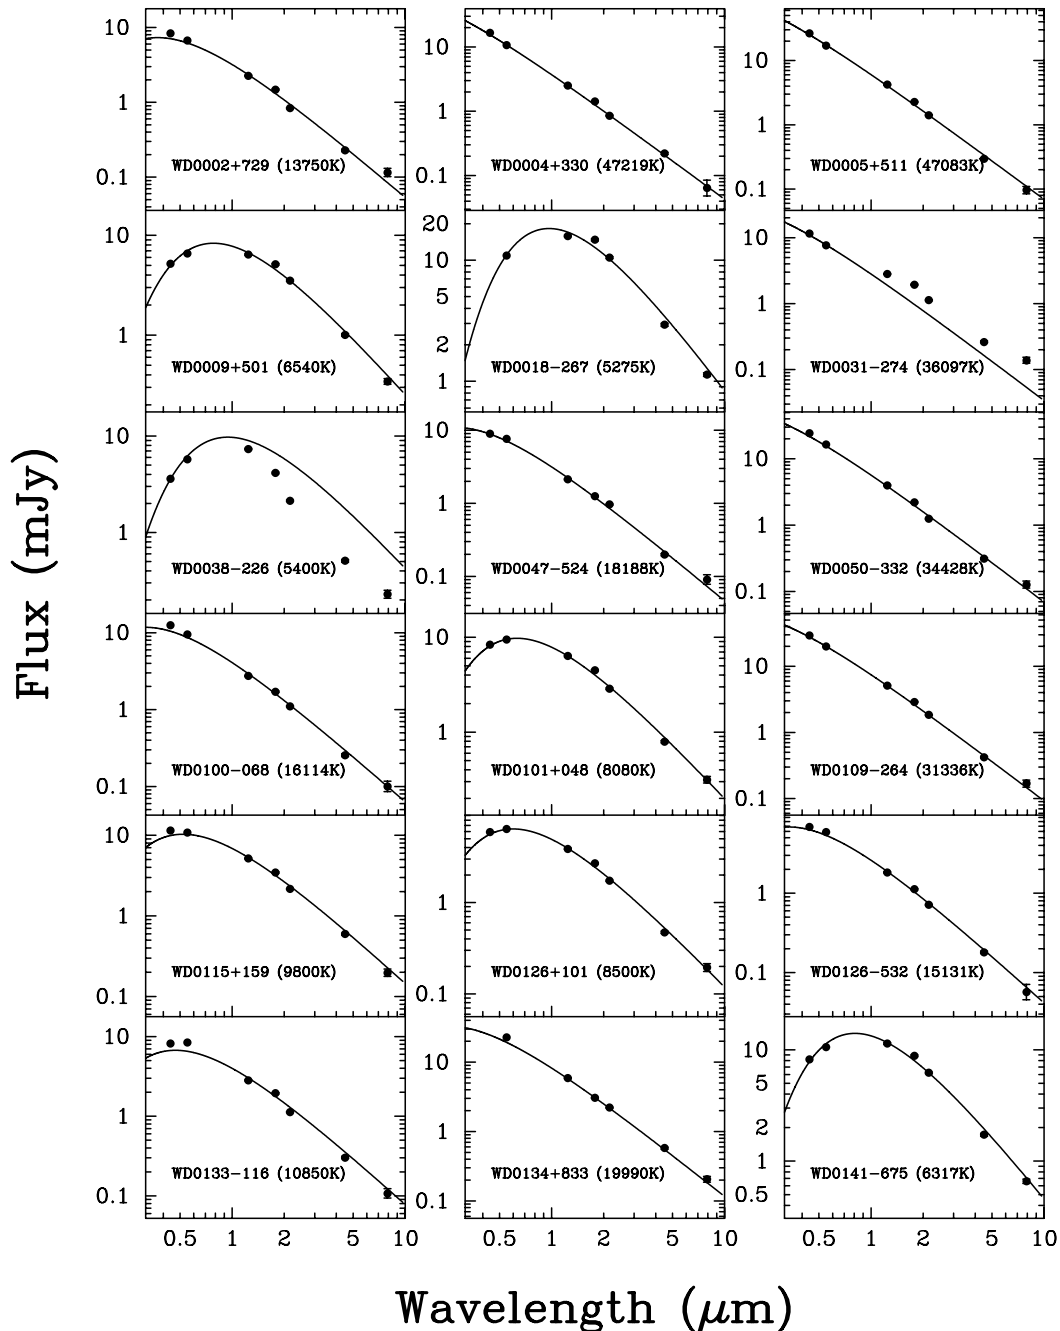 10
1
0.1
WD0002+729 (13750K)
10
1
0.1
WD0004+330 (47219K)
10
1
0.1
WD0005+511 (47083K)
10
1
WD0009+501 (6540K)
20
10
5
2
1
WD0018-267 (5275K)
10
1
0.1
WD0031-274 (36097K)
10
1
WD0038-226 (5400K)
10
1
0.1
WD0047-524 (18188K)
10
1
0.1
WD0050-332 (34428K)
10
1
0.1
WD0100-068 (16114K)
10
1
WD0101+048 (8080K)
10
1
0.1
WD0109-264 (31336K)
10
1
0.1
WD0115+159 (9800K)
1
0.1
WD0126+101 (8500K)
1
0.1
WD0126-532 (15131K)
10
1
0.1
WD0133-116 (10850K)
10
1
0.1
WD0134+833 (19990K)
10
5
2
1
0.5
WD0141-675 (6317K)
0.5 1 2 5 10
0.5 1 2 5 10
0.5 1 2 5 10
Flux (mJy)
Wavelength (μm)